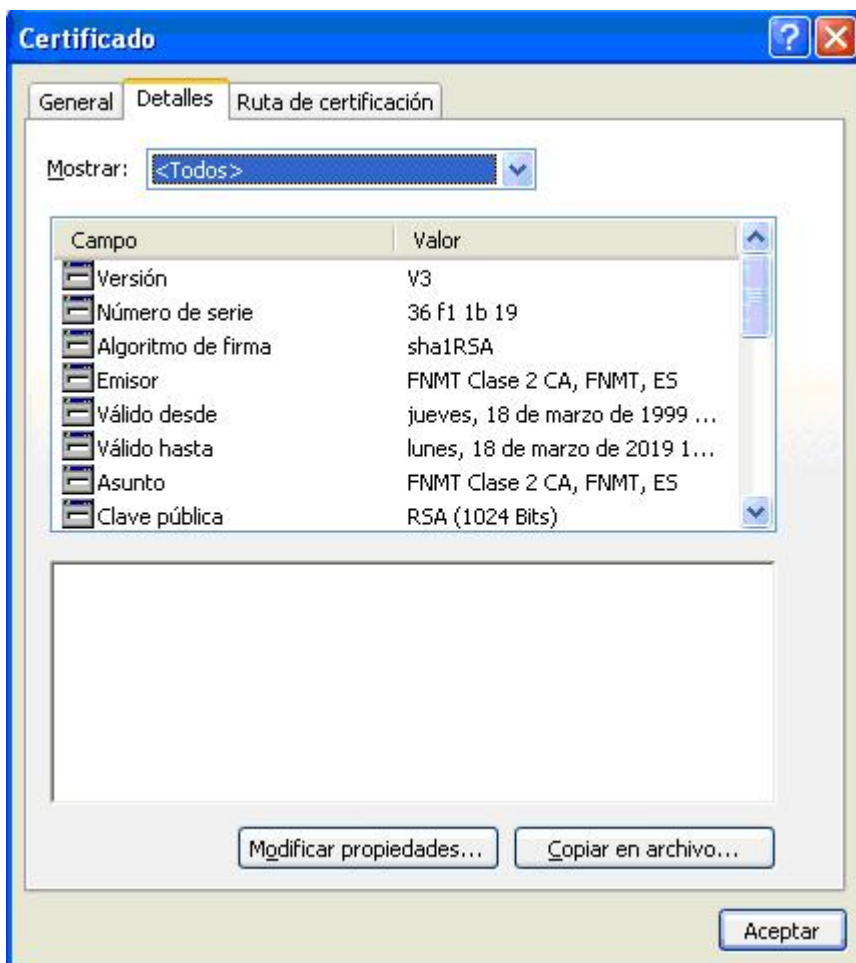 Certificado
General Detalles Ruta de certificación
Mostrar: <Todos>
Campo Valor
Versión V3
Número de serie 36 f1 1b 19
Algoritmo de firma sha1RSA
Emisor FNMT Clase 2 CA, FNMT, ES
Válido desde jueves, 18 de marzo de 1999 ...
Válido hasta lunes, 18 de marzo de 2019 1...
Asunto FNMT Clase 2 CA, FNMT, ES
Clave pública RSA (1024 Bits)
Modificar propiedades... Copiar en archivo...
Aceptar